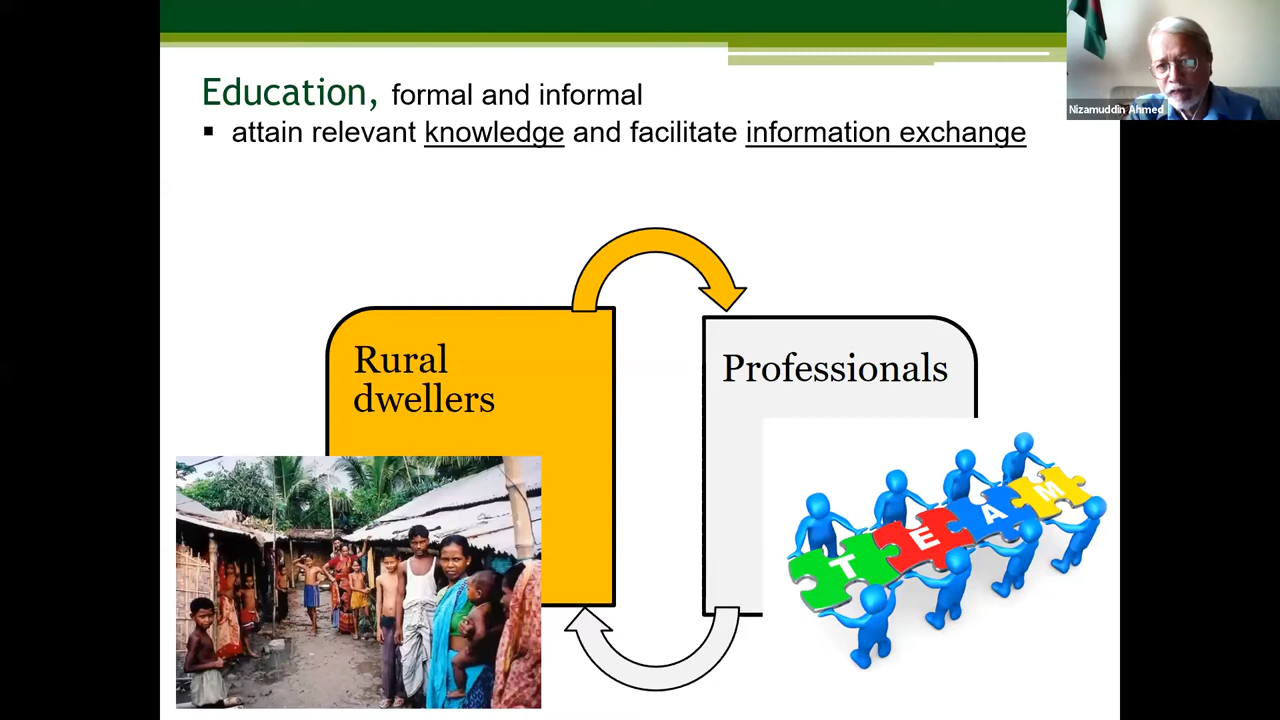 Education, formal and informal
▪ attain relevant knowledge and facilitate information exchange
Nizamuddin Ahmed
Rural
dwellers
Professionals
TEAM